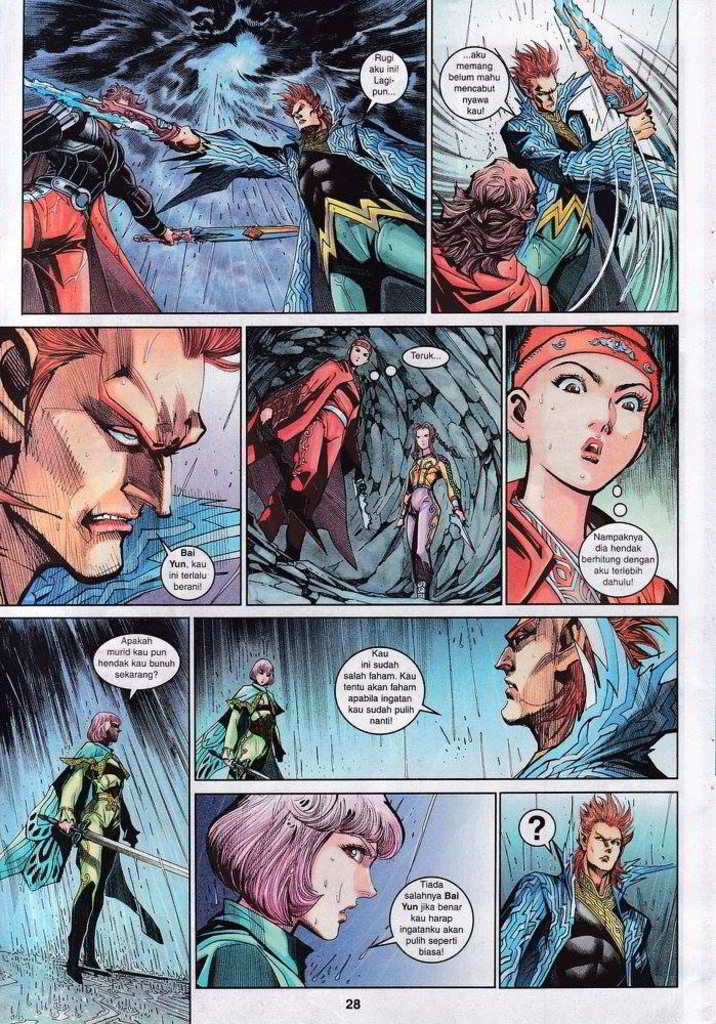 Rugi
aku ini!
Lagi-
pun...
...aku
memang
belum mahu
mencabut
nyawa
kau!
Bai
Yun, kau
ini terlalu
berani!
Teruk...
Nampaknya
dia hendak
berhitung dengan
aku terlebih
dahulu!
Apakah
murid kau pun
hendak kau bunuh
sekarang?
Kau
ini sudah
salah faham. Kau
tentu akan faham
apabila ingatan
kau sudah pulih
nanti!
Tiada
salahnya Bai
Yun jika benar
kau harap
ingatanku akan
pulih seperti
biasa!
?
28